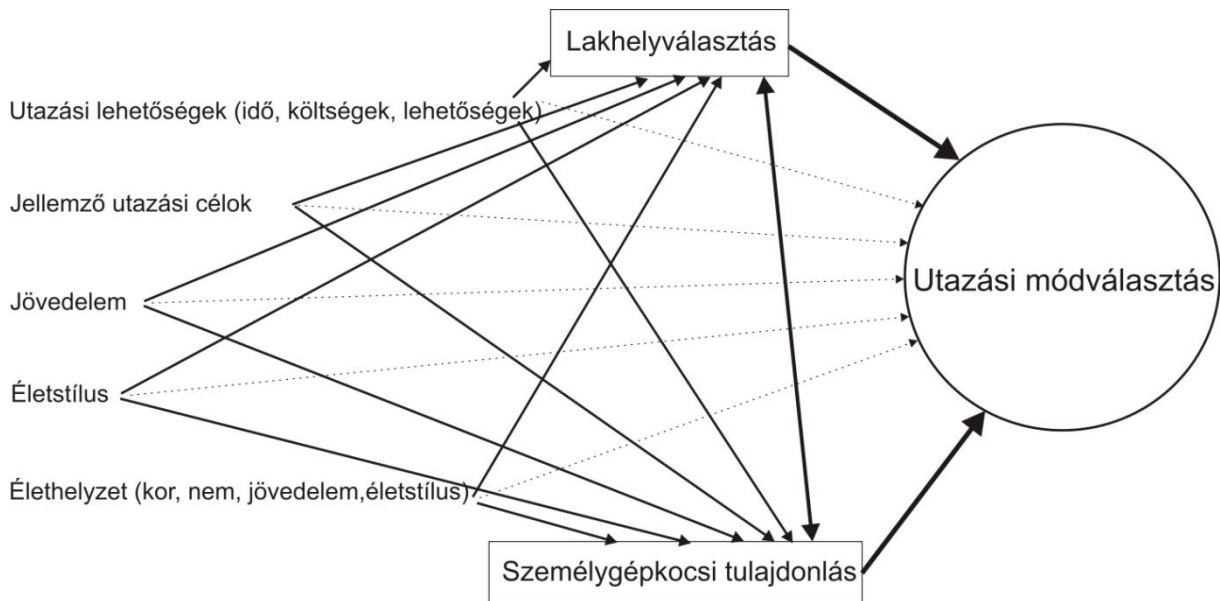 Lakhelyválasztás
Utazási lehetőségek (idő, költségek, lehetőségek)
Jellemző utazási célok
Jövedelem
Utazási módválasztás
Életstílus
Élethelyzet (kor, nem, jövedelem,életstílus)
Személygépkocsi tulajdonlás